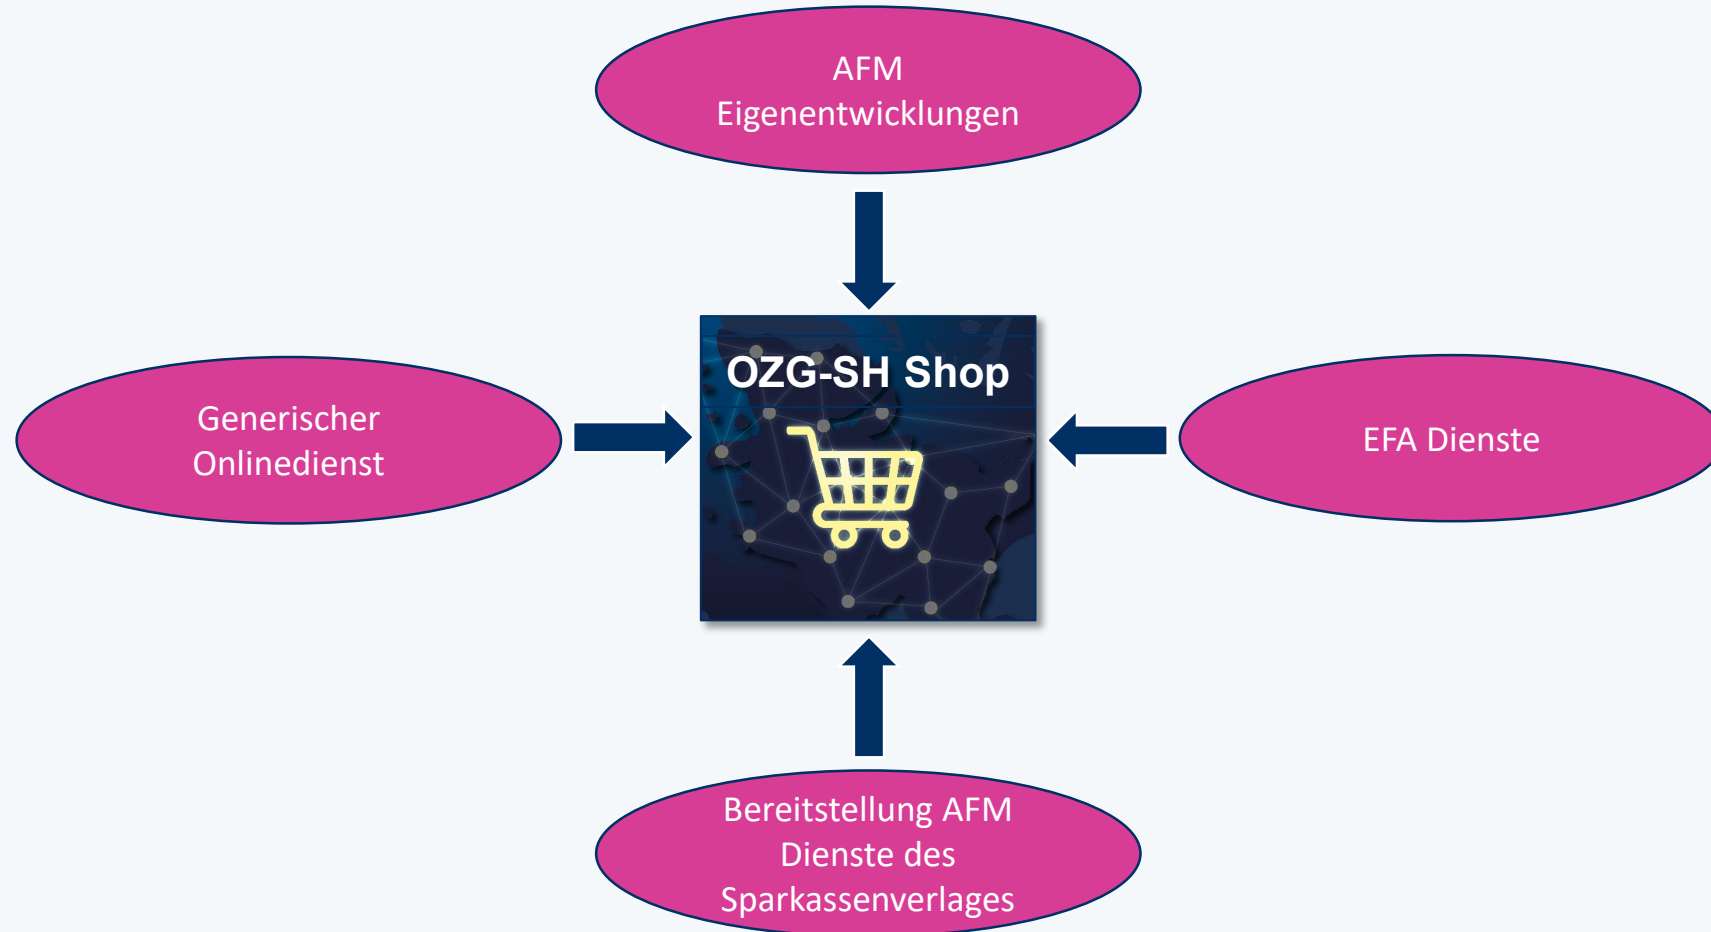 AFM
Eigenentwicklungen
OZG-SH Shop
Generischer
Onlinedienst
EFA Dienste
Bereitstellung AFM
Dienste des
Sparkassenverlages